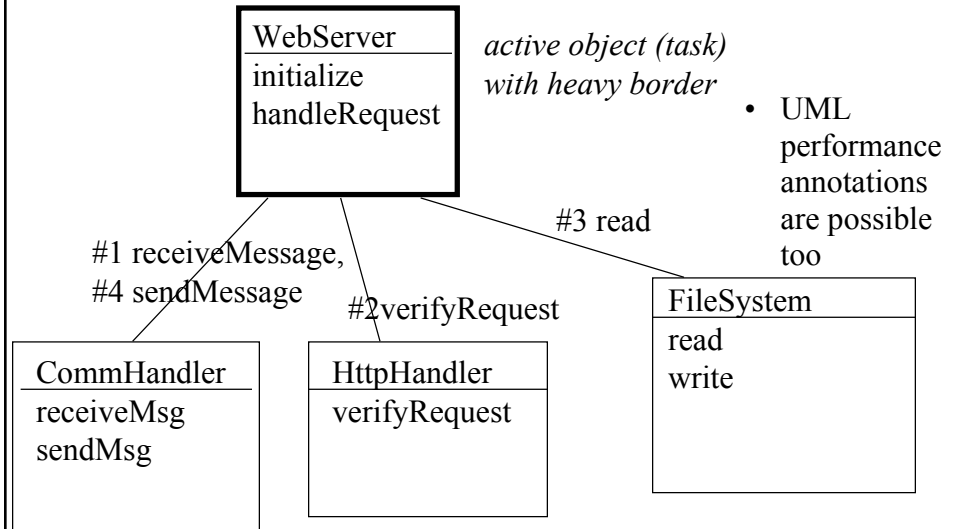 WebServer
initialize
handleRequest
active object (task)
with heavy border
• UML
performance
annotations
are possible
too
#3 read
#1 receiveMessage,
#4 sendMessage
#2verifyRequest
FileSystem
read
write
CommHandler
receiveMsg
sendMsg
HttpHandler
verifyRequest